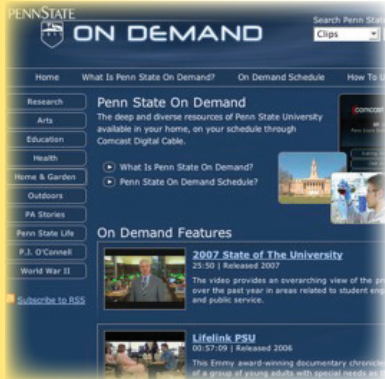 PENNSTATE
ON DEMAND
Search Penn Stat
Clips
Home What Is Penn State On Demand? On Demand Schedule How To U
Research
Arts
Education
Health
Home & Garden
Outdoors
PA Stories
Penn State Life
P.J. O'Connell
World War II
Subscribe to RSS
Penn State On Demand
The deep and diverse resources of Penn State University
available in your home, on your schedule through
Comcast Digital Cable.
What Is Penn State On Demand?
Penn State On Demand Schedule?
comcast
On Demand Features
2007 State of The University
25:50 | Released 2007
The video provides an overarching view of the pr
over the past year in areas related to student eng
and public service.
Lifelink PSU
00:57:09 | Released 2006
This Emmy award-winning documentary chronicle
of a group of young adults with special needs as t